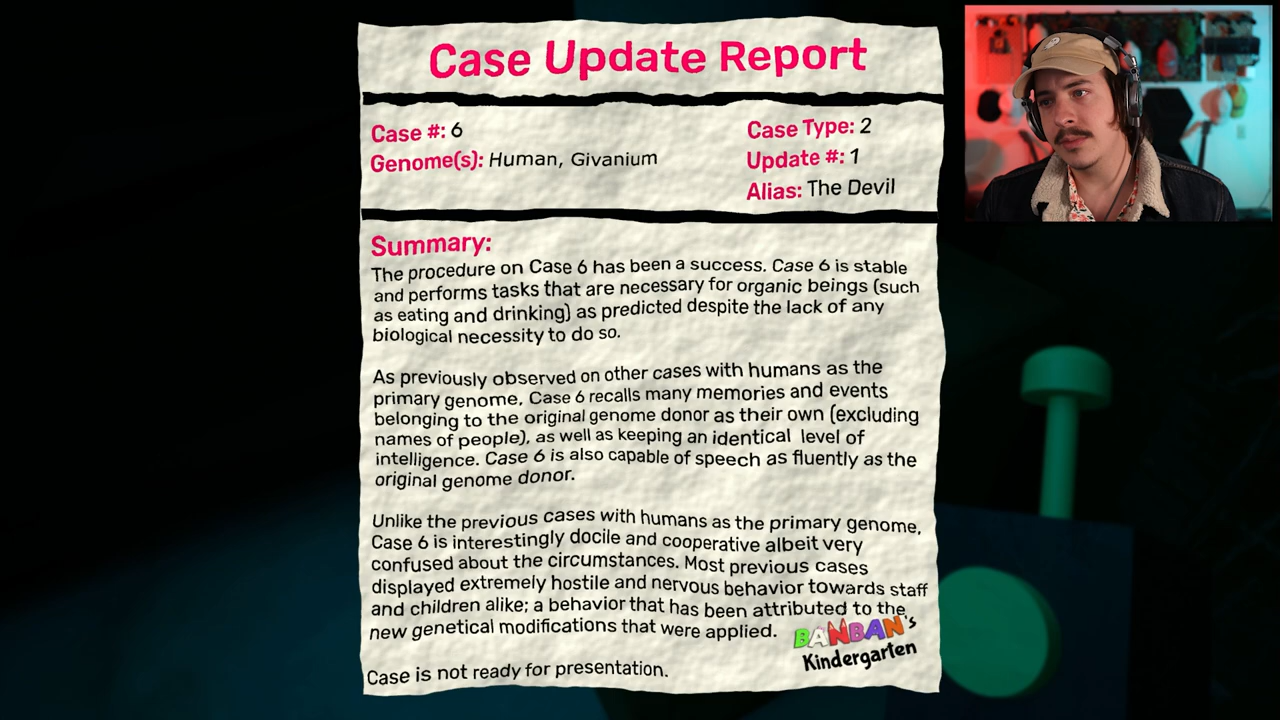 Case Update Report
Case #: 6
Genome(s): Human, Givanium
Case Type: 2
Update #: 1
Alias: The Devil
Summary:
The procedure on Case 6 has been a success. Case 6 is stable
and performs tasks that are necessary for organic beings (such
as eating and drinking) as predicted despite the lack of any
biological necessity to do so.
As previously observed on other cases with humans as the
primary genome, Case 6 recalls many memories and events
belonging to the original genome donor as their own (excluding
names of people), as well as keeping an identical level of
intelligence. Case 6 is also capable of speech as fluently as the
original genome donor.
Unlike the previous cases with humans as the primary genome,
Case 6 is interestingly docile and cooperative albeit very
confused about the circumstances. Most previous cases
displayed extremely hostile and nervous behavior towards staff
and children alike; a behavior that has been attributed to the
new genetical modifications that were applied.
BANBAN's
Kindergarten
Case is not ready for presentation.